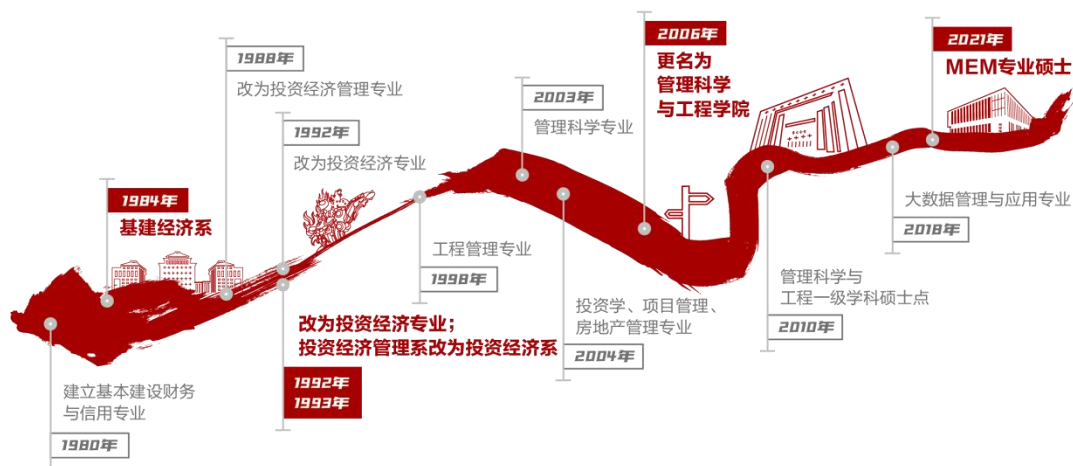 1980年
建立基本建设财务
与信用专业
1984年
基建经济系
1988年
改为投资经济管理专业
1992年
改为投资经济专业
改为投资经济专业；
投资经济管理系改为投资经济系
1992年
1993年
工程管理专业
1998年
2003年
管理科学专业
投资学、项目管理、
房地产管理专业
2004年
2006年
更名为
管理科学
与工程学院
管理科学与
工程一级学科硕士点
2010年
大数据管理与应用专业
2018年
2021年
MEM专业硕士